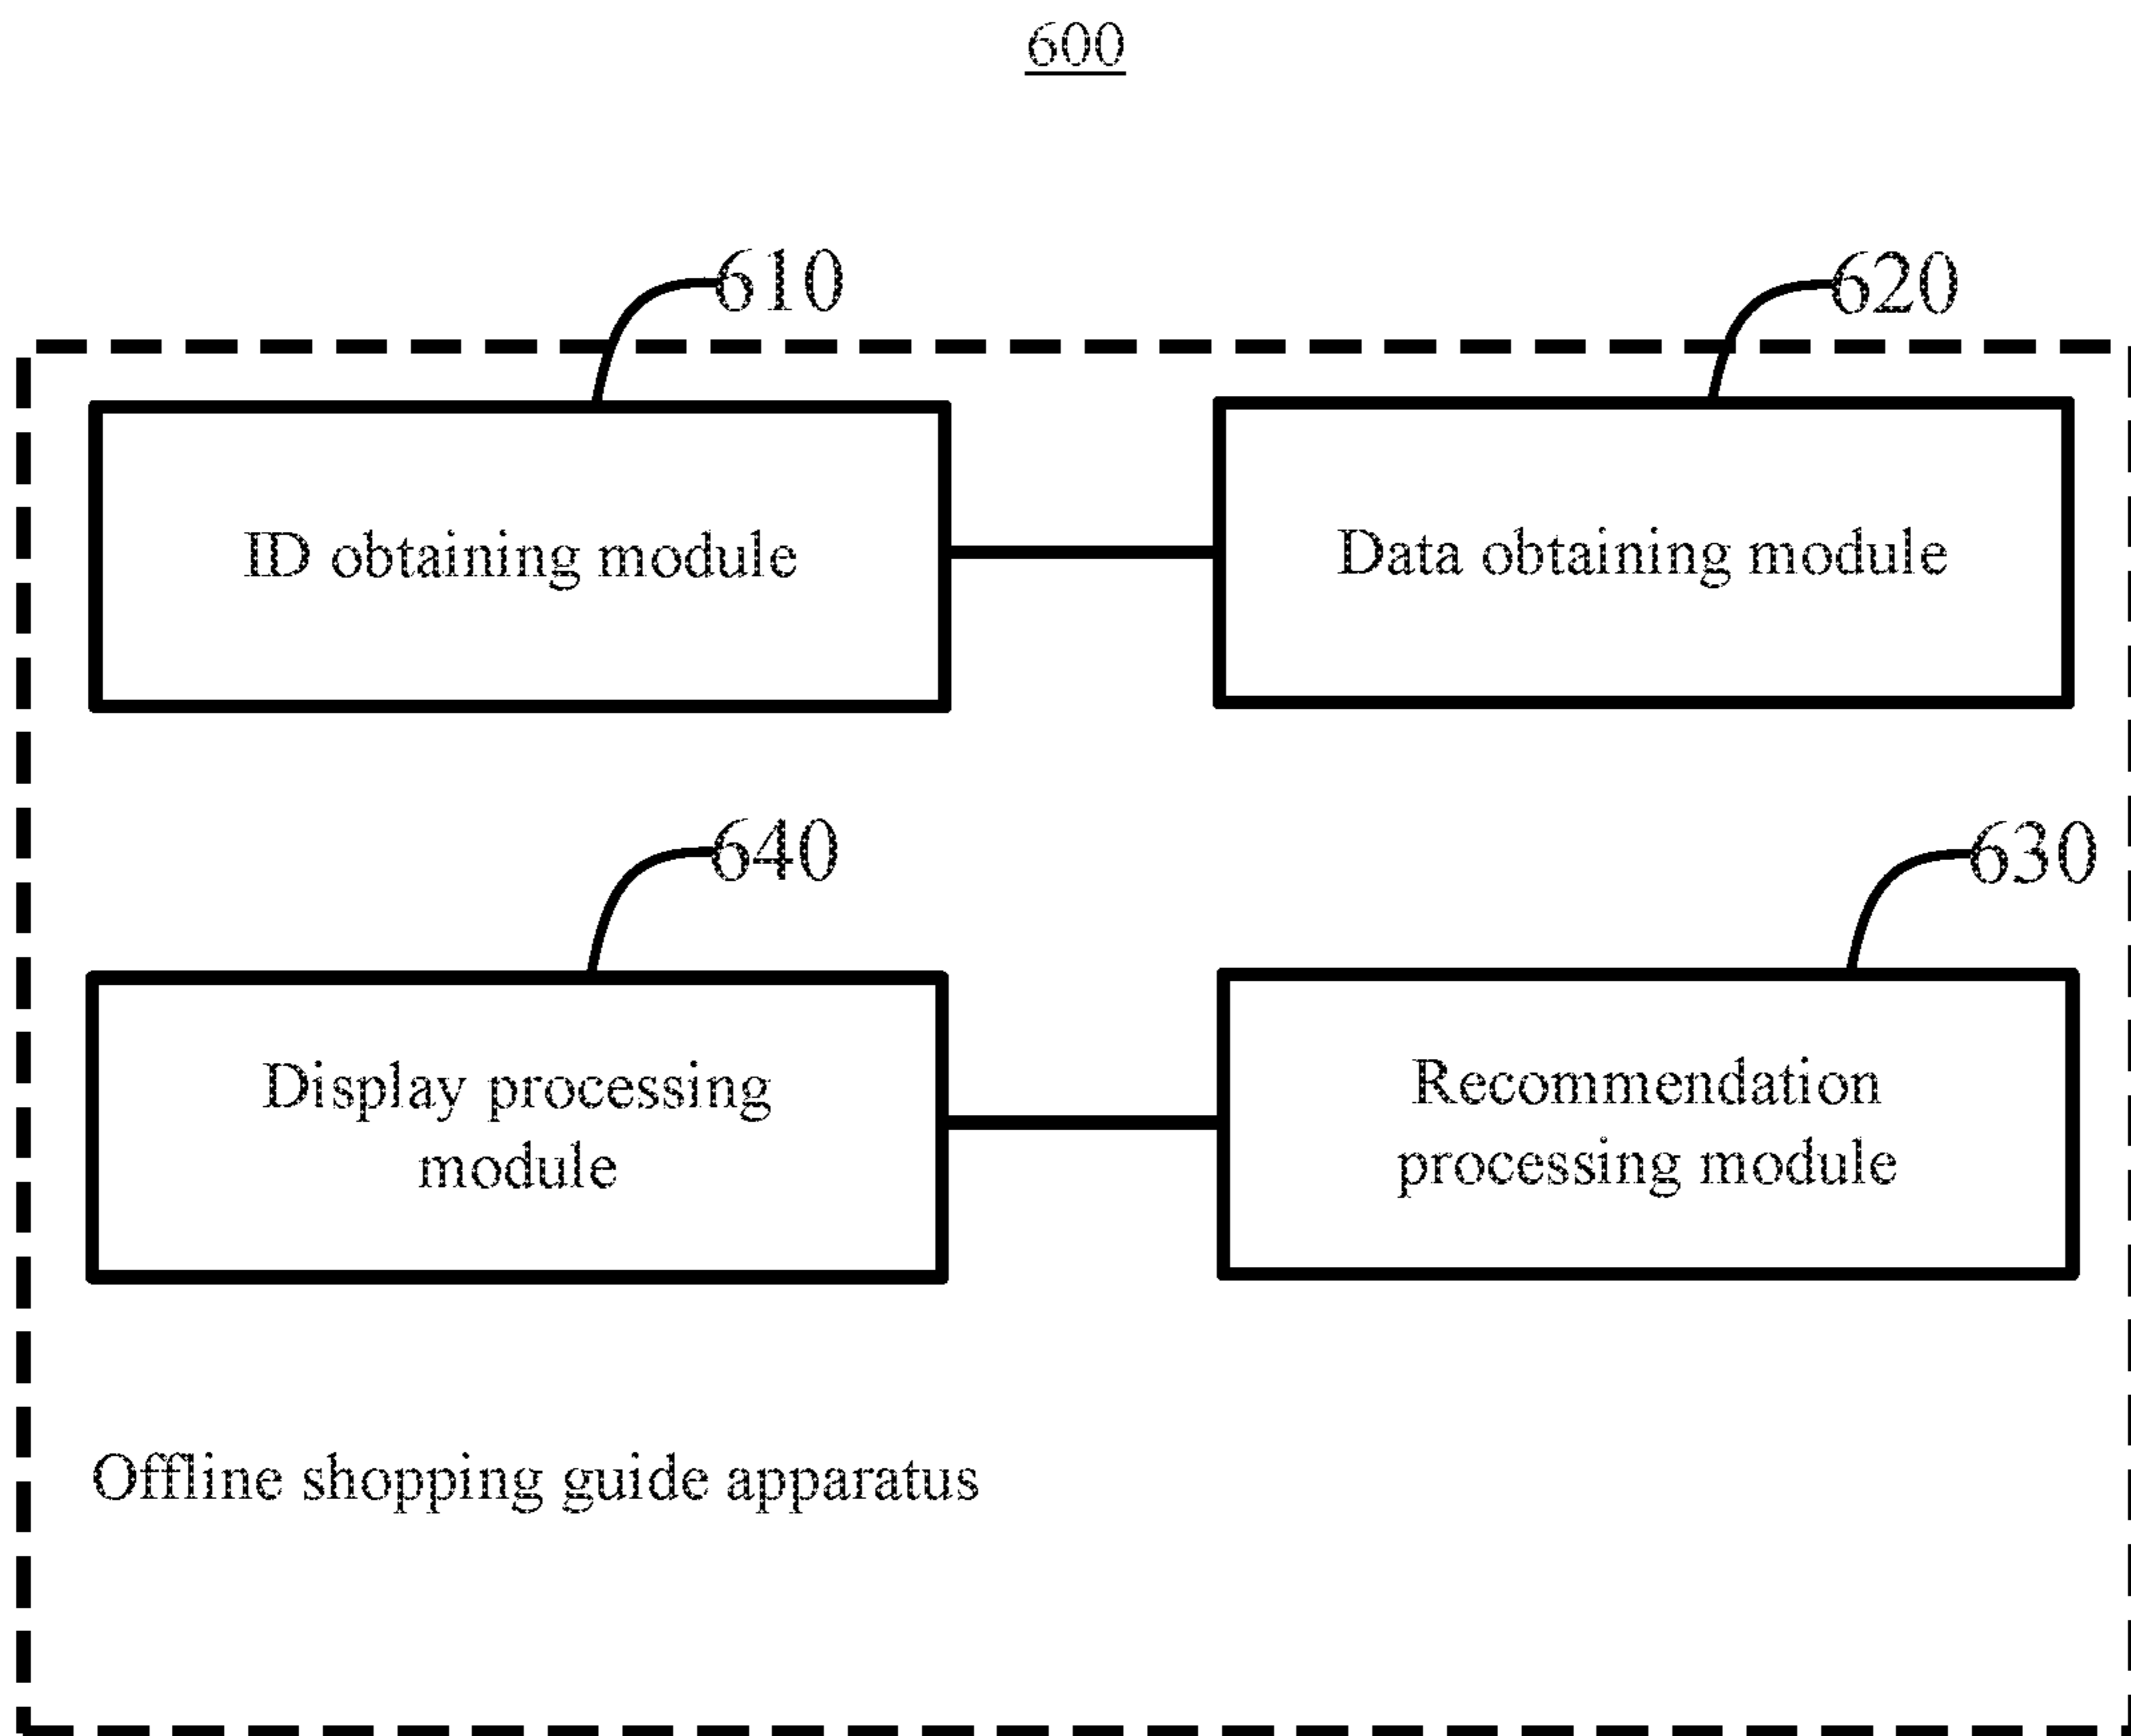 600
610
620
ID obtaining module
Data obtaining module
640
630
Display processing
module
Recommendation
processing module
Offline shopping guide apparatus